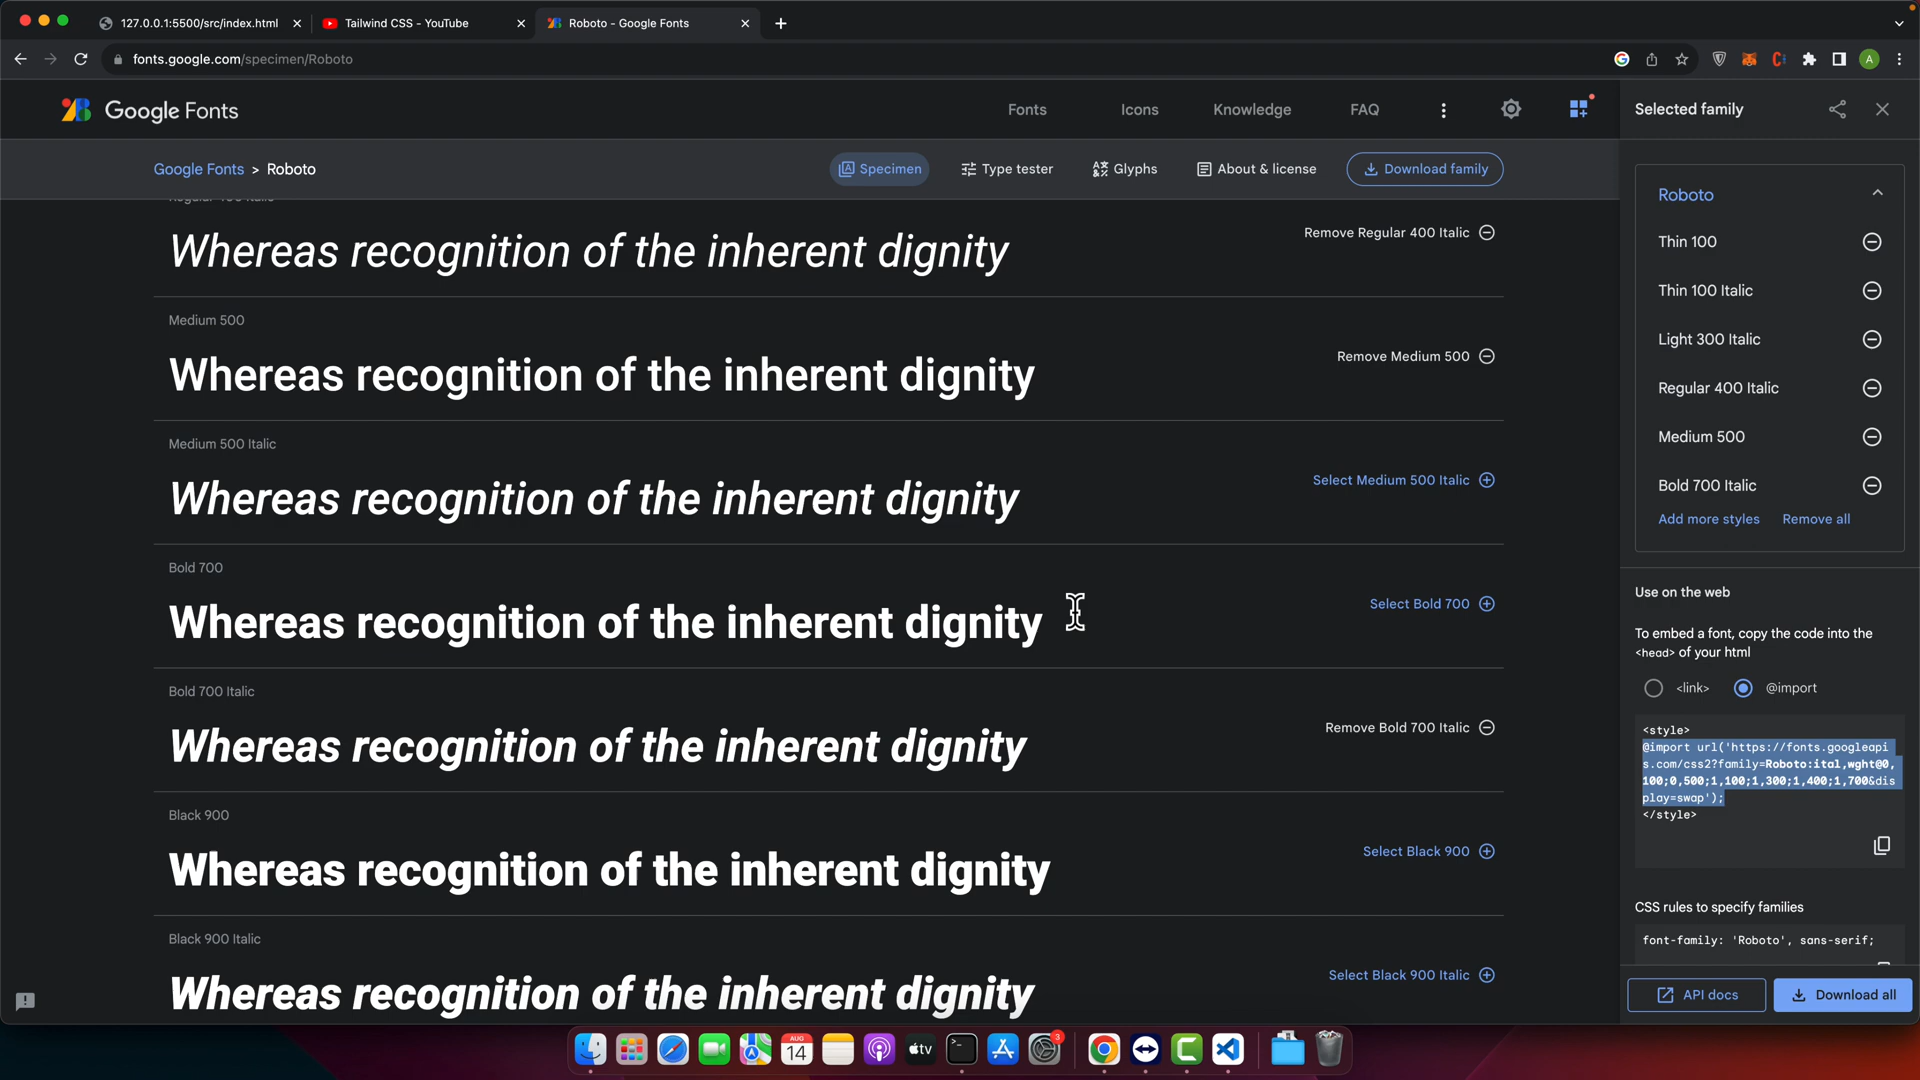 127.0.0.1:5500/src/index.html
Tailwind CSS - YouTube
Roboto - Google Fonts
fonts.google.com/specimen/Roboto
A
Google Fonts
Fonts
Icons
Knowledge
FAQ
Selected family
Google Fonts > Roboto
Specimen
Type tester
Glyphs
About & license
Download family
Regular 400 Italic
Whereas recognition of the inherent dignity
Remove Regular 400 Italic
Medium 500
Whereas recognition of the inherent dignity
Remove Medium 500
Medium 500 Italic
Whereas recognition of the inherent dignity
Select Medium 500 Italic
Bold 700
Whereas recognition of the inherent dignity
Select Bold 700
Bold 700 Italic
Whereas recognition of the inherent dignity
Remove Bold 700 Italic
Black 900
Whereas recognition of the inherent dignity
Select Black 900
Black 900 Italic
Whereas recognition of the inherent dignity
Select Black 900 Italic
Roboto
Thin 100
Thin 100 Italic
Light 300 Italic
Regular 400 Italic
Medium 500
Bold 700 Italic
Add more styles
Remove all
Use on the web
To embed a font, copy the code into the
<head> of your html
<link>
@import
<style>
@import url('https://fonts.googleapi
s.com/css2?family=Roboto:ital,wght@0,
100;0,500;1,100;1,300;1,400;1,700&dis
play=swap');
</style>
CSS rules to specify families
font-family: 'Roboto', sans-serif;
API docs
Download all
AUG
14
tv
3